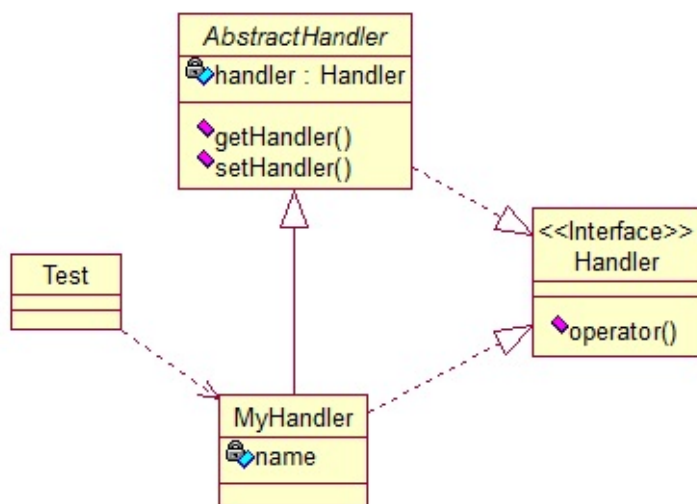 AbstractHandler
handler : Handler
getHandler()
setHandler()
<<Interface>>
Handler
operator()
Test
MyHandler
name